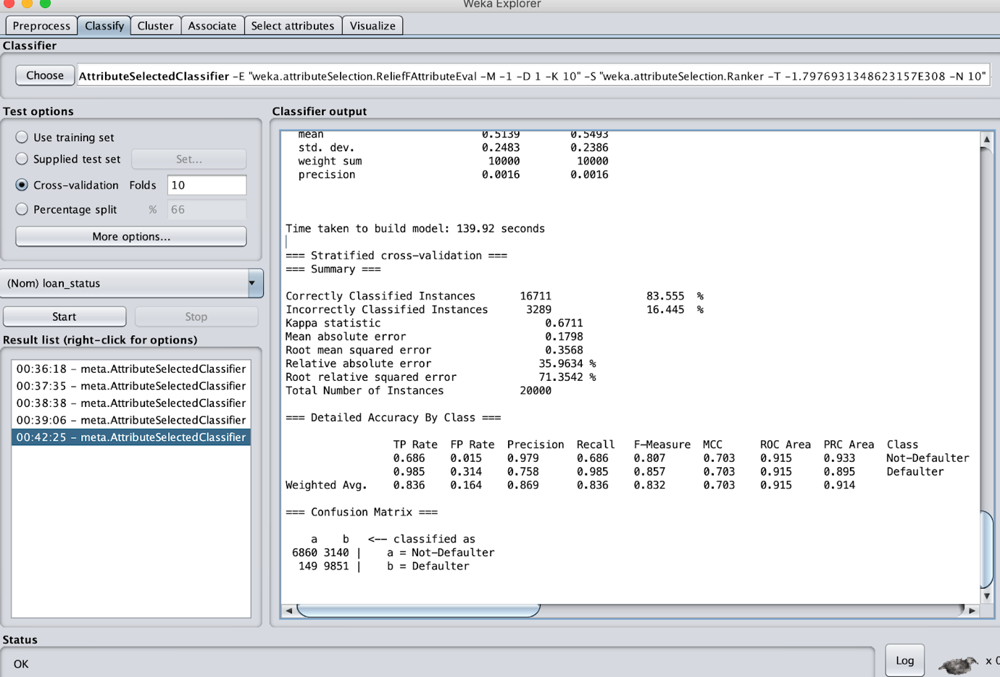 Weka Explorer
Preprocess Classify Cluster Associate Select attributes Visualize
Classifier
Choose AttributeSelectedClassifier -E "weka.attributeSelection.ReliefFAttributeEval -M -1 -D 1 -K 10" -S "weka.attributeSelection.Ranker -T -1.7976931348623157E308 -N 10"
Test options
Use training set
Supplied test set Set...
Cross-validation Folds 10
Percentage split % 66
More options...
(Nom) loan_status
Start Stop
Result list (right-click for options)
00:36:18 - meta.AttributeSelectedClassifier
00:37:35 - meta.AttributeSelectedClassifier
00:38:38 - meta.AttributeSelectedClassifier
00:39:06 - meta.AttributeSelectedClassifier
00:42:25 - meta.AttributeSelectedClassifier
Classifier output
mean 0.5139 0.5493
std. dev. 0.2483 0.2386
weight sum 10000 10000
precision 0.0016 0.0016
Time taken to build model: 139.92 seconds
=== Stratified cross-validation ===
=== Summary ===
Correctly Classified Instances 16711 83.555 %
Incorrectly Classified Instances 3289 16.445 %
Kappa statistic 0.6711
Mean absolute error 0.1798
Root mean squared error 0.3568
Relative absolute error 35.9634 %
Root relative squared error 71.3542 %
Total Number of Instances 20000
=== Detailed Accuracy By Class ===
TP Rate FP Rate Precision Recall F-Measure MCC ROC Area PRC Area Class
0.686 0.015 0.979 0.686 0.807 0.703 0.915 0.933 Not-Defaulter
0.985 0.314 0.758 0.985 0.857 0.703 0.915 0.895 Defaulter
Weighted Avg. 0.836 0.164 0.869 0.836 0.832 0.703 0.915 0.914
=== Confusion Matrix ===
a b <-- classified as
6860 3140 | a = Not-Defaulter
149 9851 | b = Defaulter
Status
OK
Log x 0